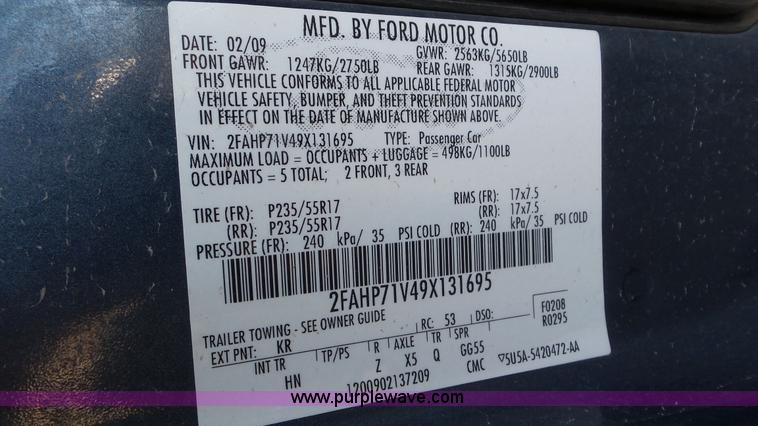 MFD. BY FORD MOTOR CO.
DATE: 02/09 GVWR: 2563KG/5650LB
FRONT GAWR: 1247KG/2750LB REAR GAWR: 1315KG/2900LB
THIS VEHICLE CONFORMS TO ALL APPLICABLE FEDERAL MOTOR
VEHICLE SAFETY, BUMPER, AND THEFT PREVENTION STANDARDS
IN EFFECT ON THE DATE OF MANUFACTURE SHOWN ABOVE.
VIN: 2FAHP71V49X131695 TYPE: Passenger Car
MAXIMUM LOAD = OCCUPANTS + LUGGAGE = 498KG/1100LB
OCCUPANTS = 5 TOTAL; 2 FRONT, 3 REAR
TIRE (FR): P235/55R17 RIMS (FR): 17x7.5
(RR): P235/55R17 (RR): 17x7.5
PRESSURE (FR): 240 kPa/ 35 PSI COLD (RR): 240 kPa/ 35 PSI COLD
2FAHP71V49X131695
TRAILER TOWING - SEE OWNER GUIDE
EXT PNT: KR RC: 53 DSO: F0208
R0295
INT TR TP/PS R AXLE TR SPR
HN Z X5 Q GG55
1200902137209 CMC ▽5U5A-5420472-AA
www.purplewave.com